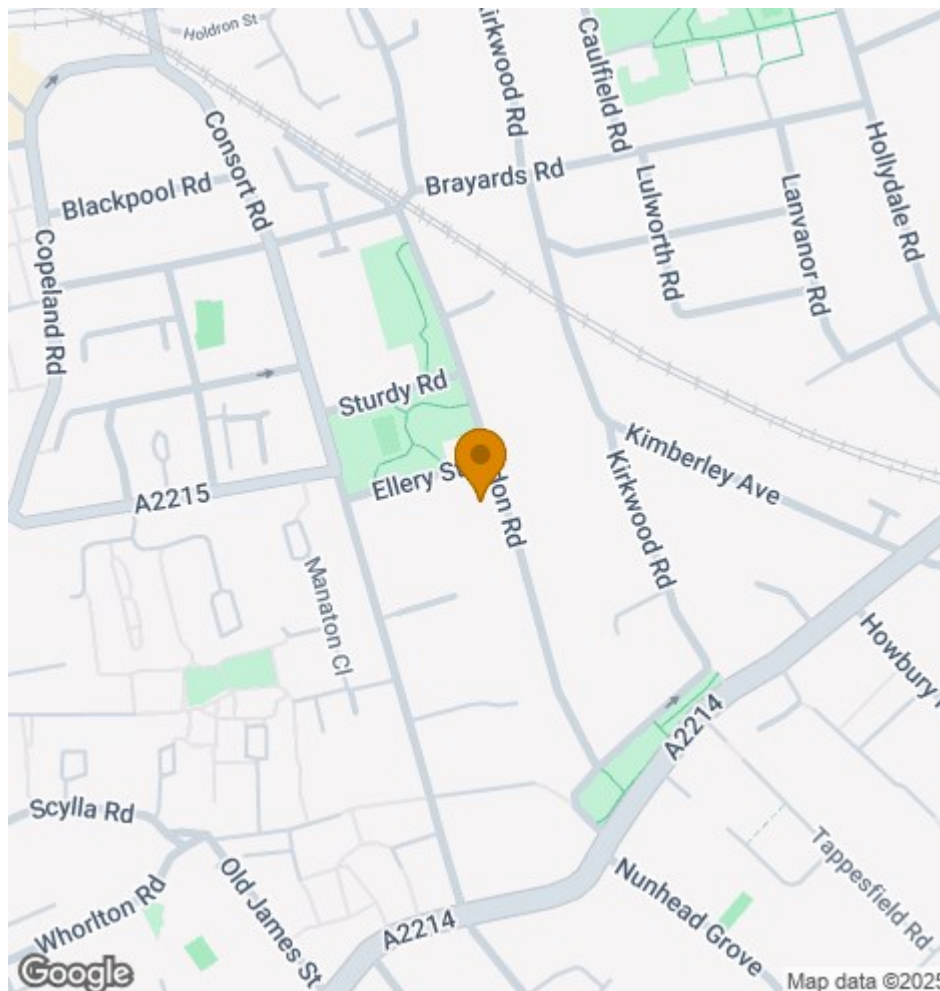 Holdron St
Kirkwood Rd
Caulfield Rd
Consort Rd
Hollydale Rd
Brayards Rd
Lulworth Rd
Lanvanor Rd
Blackpool Rd
Copeland Rd
Sturdy Rd
Kimberley Ave
Ellery St
don Rd
Kirkwood Rd
A2215
Manaton Cl
Howbury
A2214
Scylla Rd
Tappesfield Rd
Old James St
Nunhead Grove
Whorlton Rd
A2214
Google
Map data ©2025